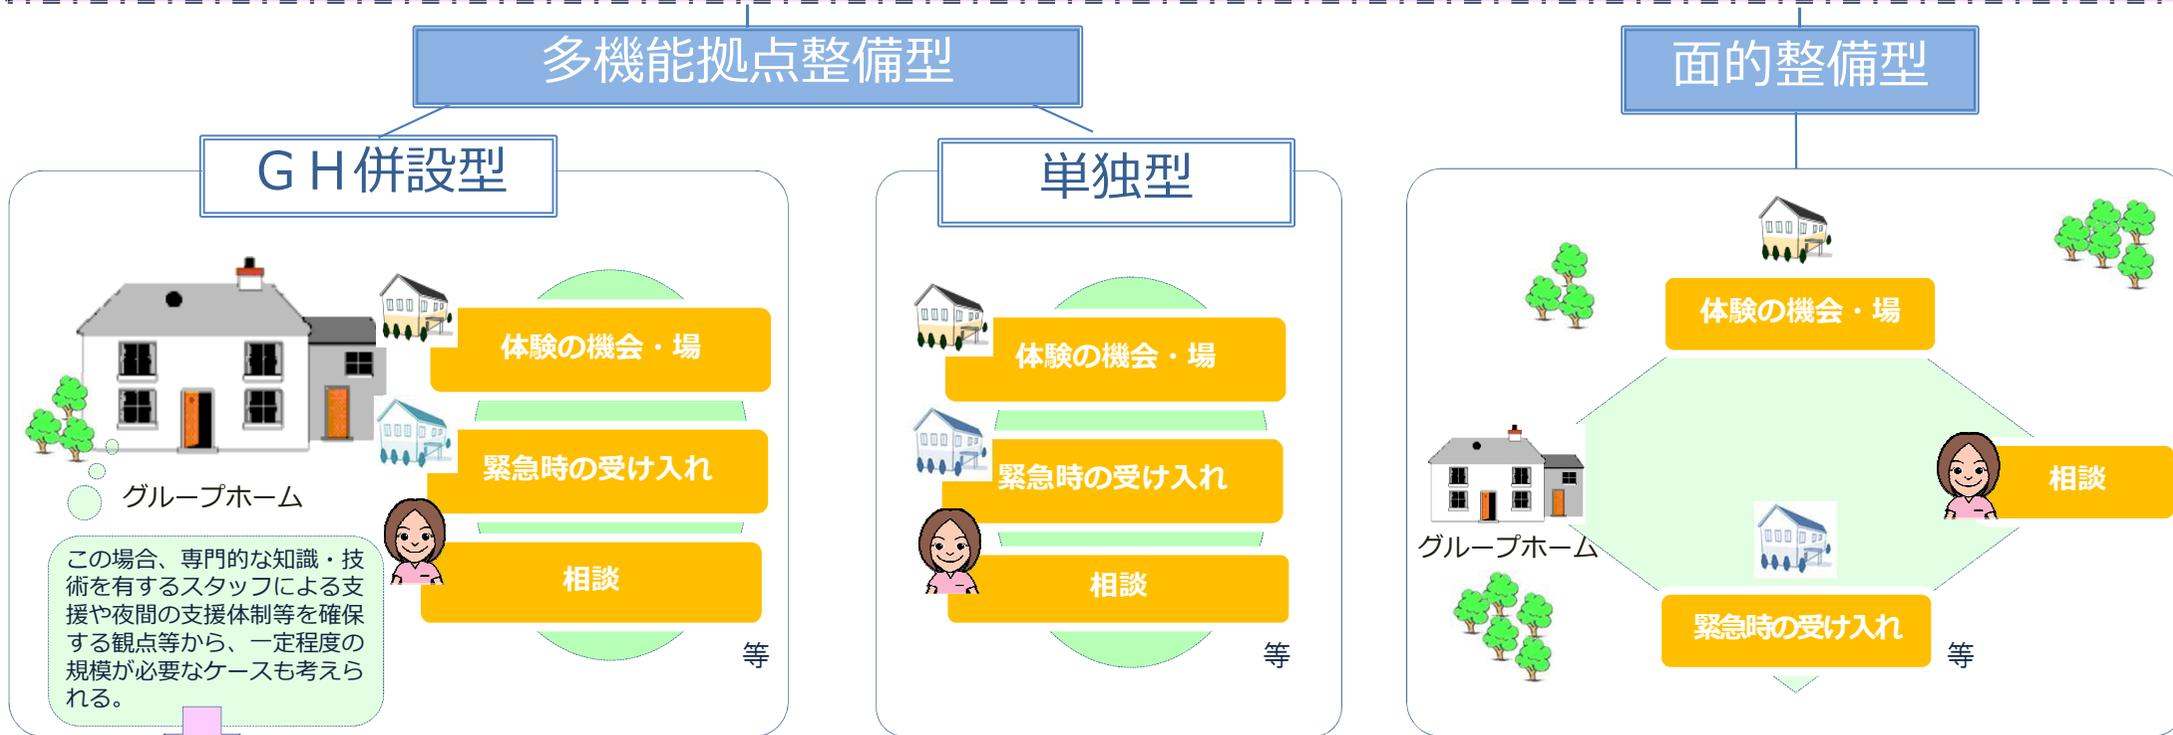 多機能拠点整備型
面的整備型
ＧＨ併設型
体験の機会・場
緊急時の受け入れ
グループホーム
この場合、専門的な知識・技
術を有するスタッフによる支
援や夜間の支援体制等を確保
する観点等から、一定程度の
規模が必要なケースも考えら
れる。
相談
等
単独型
体験の機会・場
緊急時の受け入れ
相談
等
体験の機会・場
相談
グループホーム
緊急時の受け入れ
等